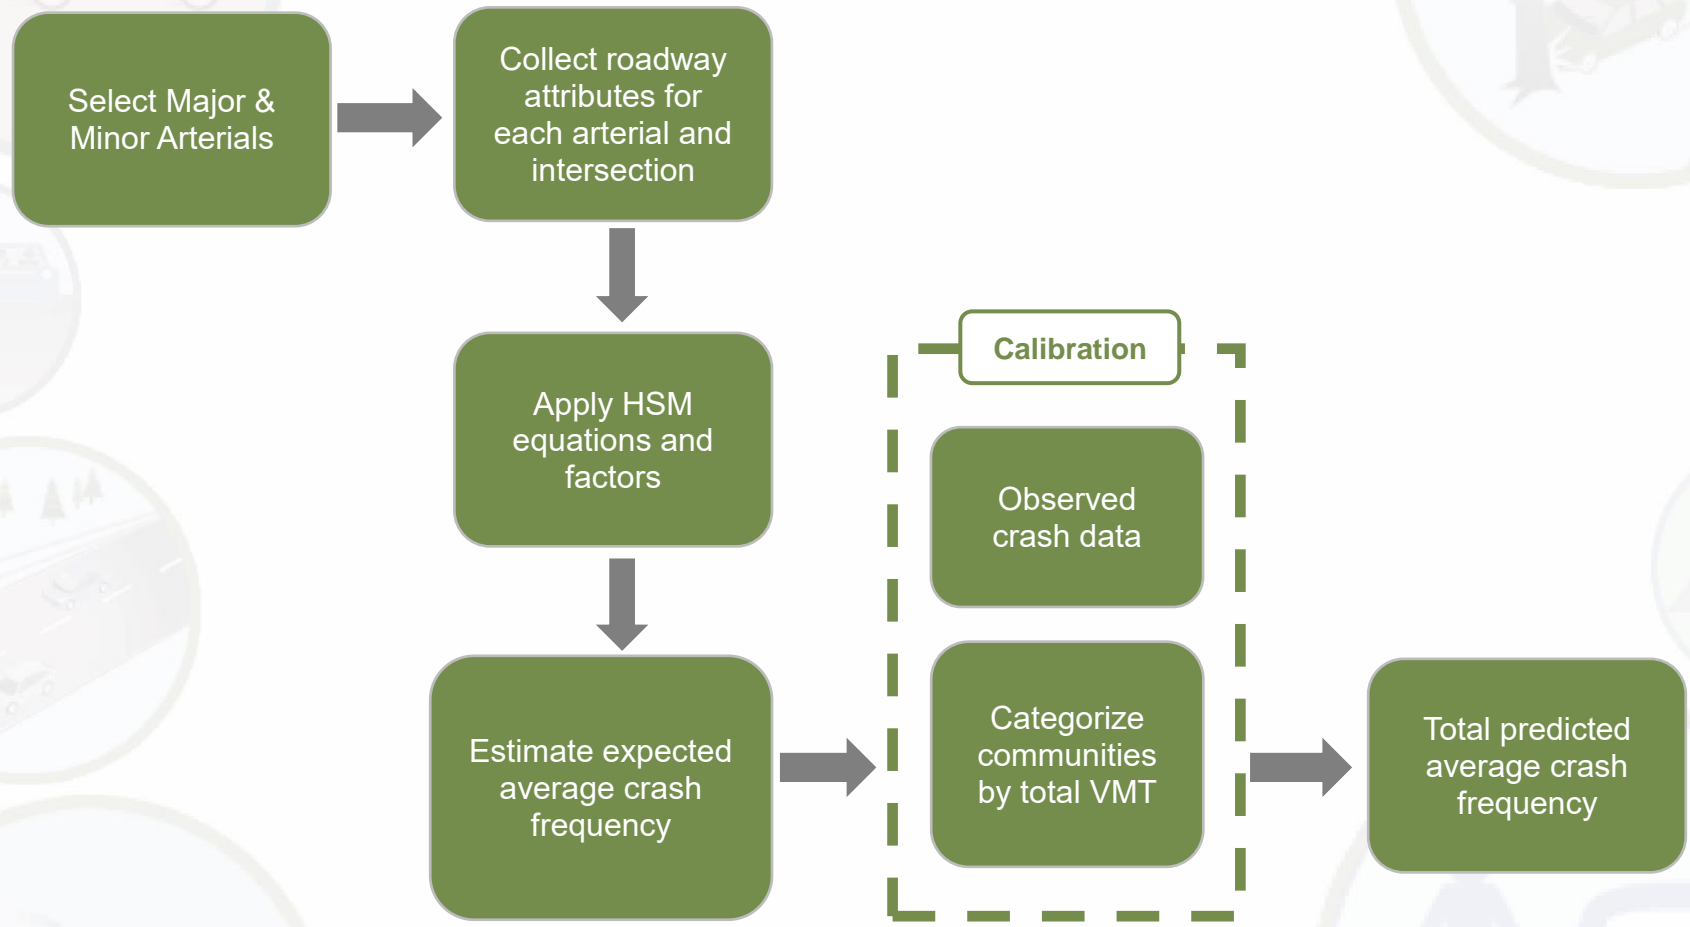 Select Major &
Minor Arterials
Collect roadway
attributes for
each arterial and
intersection
Apply HSM
equations and
factors
Estimate expected
average crash
frequency
Calibration
Observed
crash data
Categorize
communities
by total VMT
Total predicted
average crash
frequency